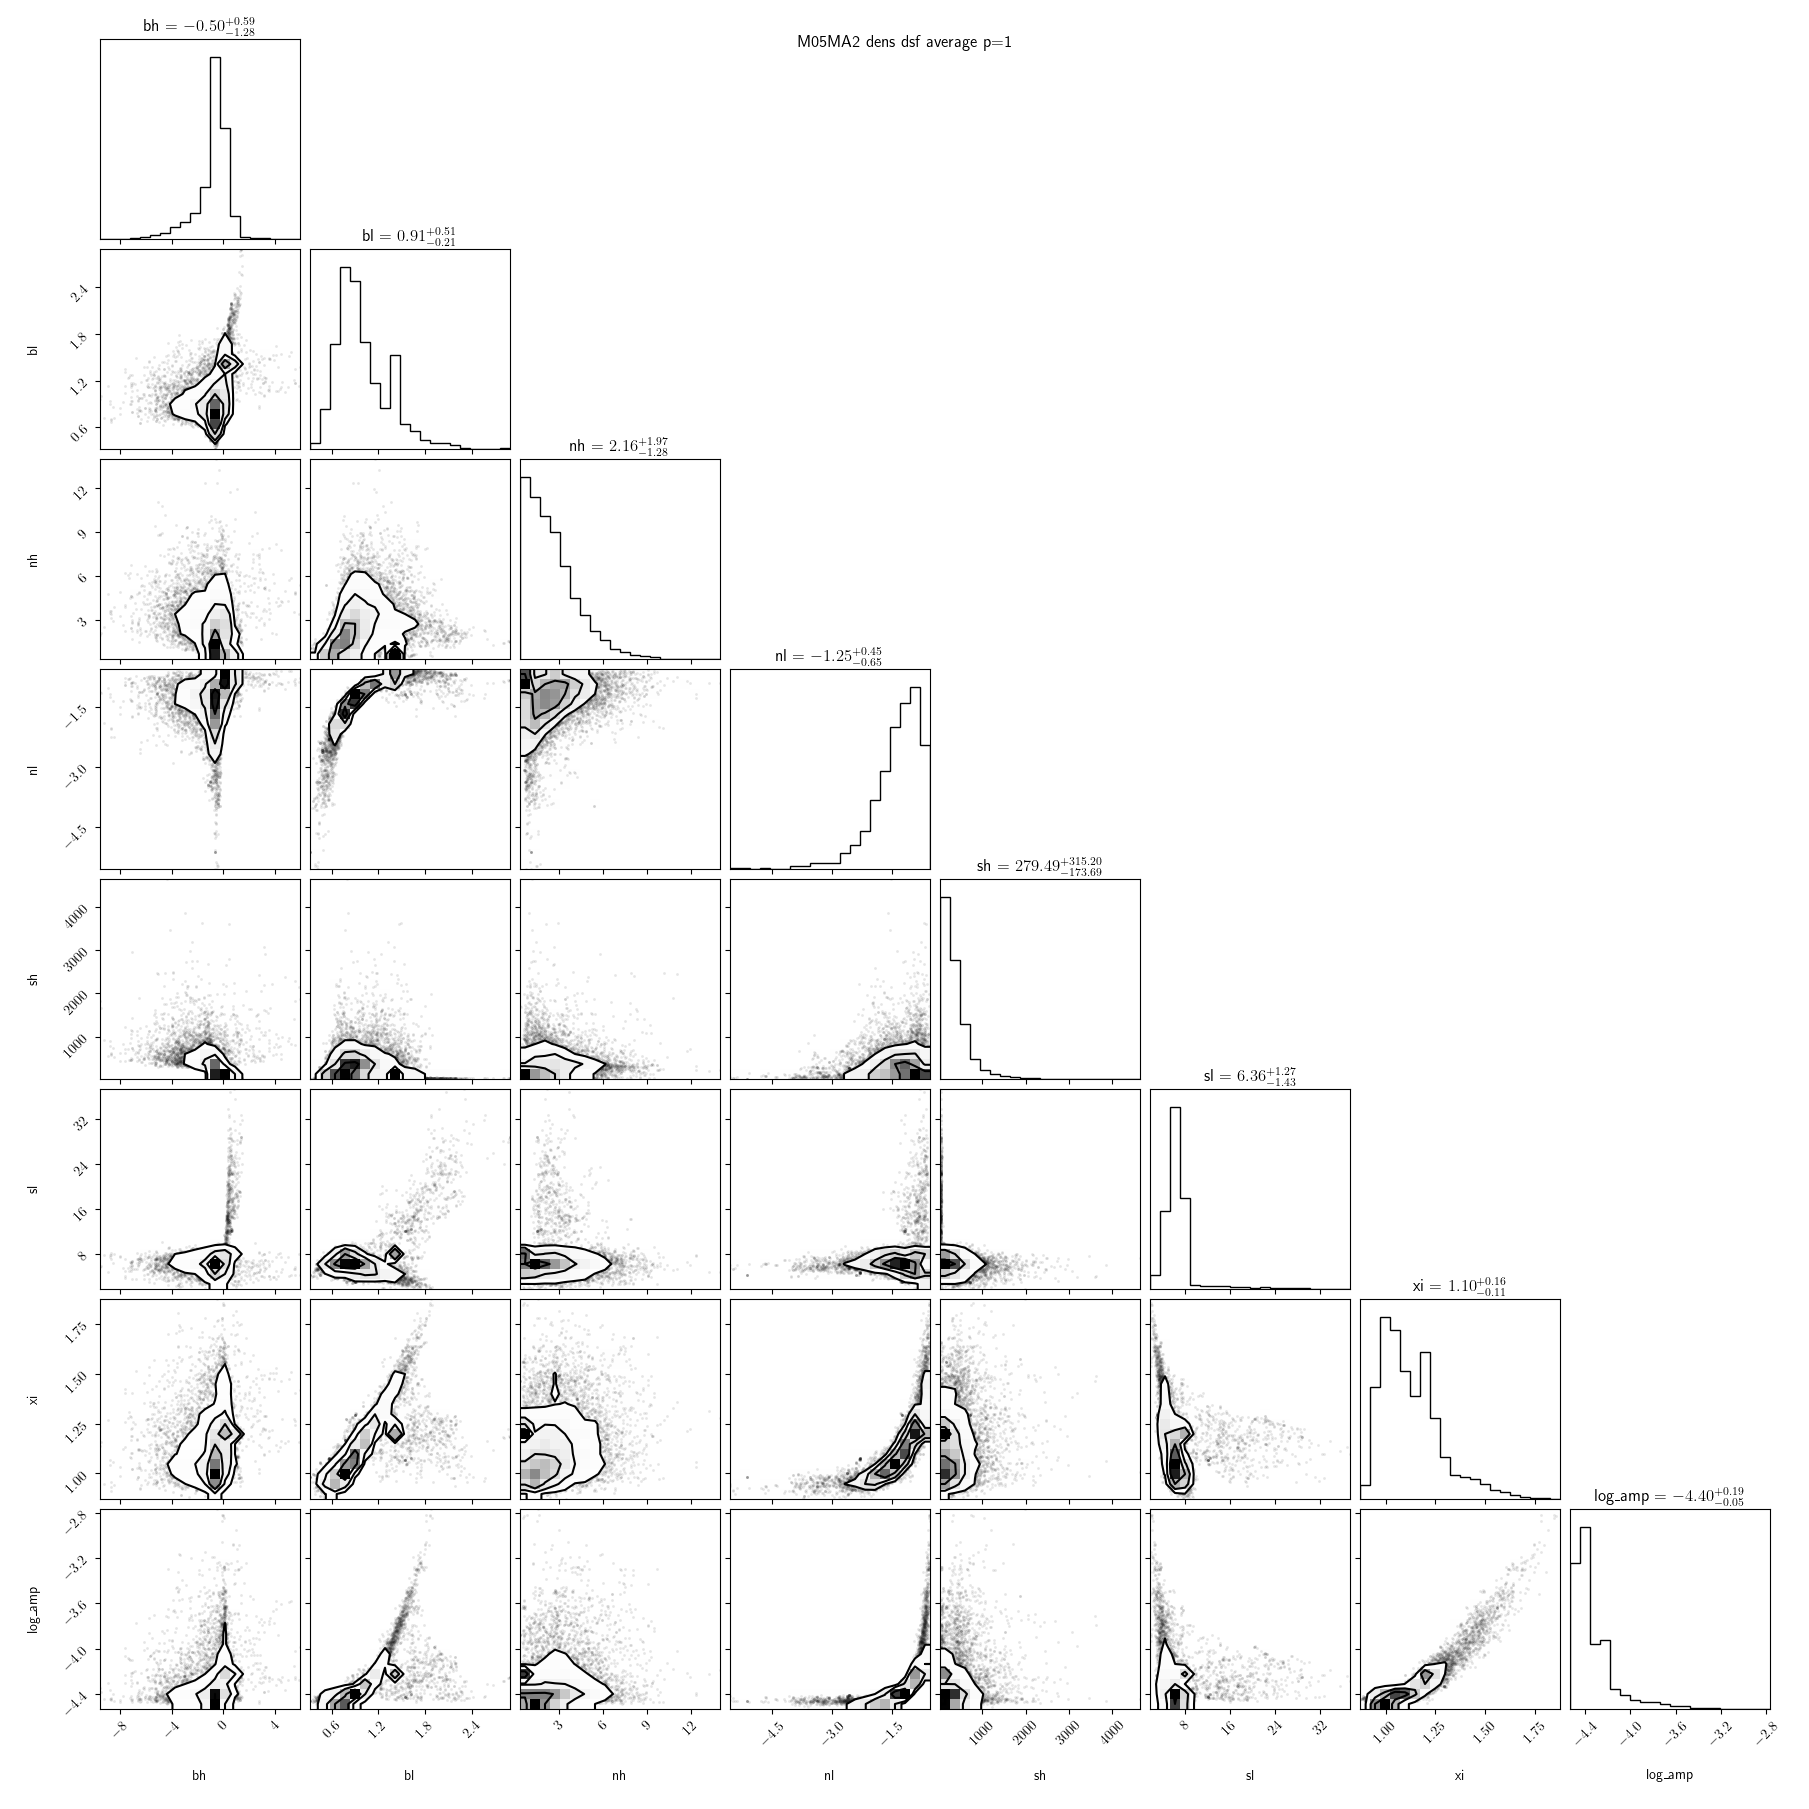 M05MA2 dens dsf average p=1
bh = −0.50+0.59−1.28
bl = 0.91+0.51−0.21
2.4
1.8
1.2
0.6
bl
nh = 2.16+1.97−1.28
12
9
6
3
nh
nl = −1.25+0.45−0.65
−1.5
−3.0
−4.5
nl
sh = 279.49+315.20−173.69
4000
3000
2000
1000
sh
sl = 6.36+1.27−1.43
32
24
16
8
sl
xi = 1.10+0.16−0.11
1.75
1.50
1.25
1.00
xi
log_amp = −4.40+0.19−0.05
−2.8
−3.2
−3.6
−4.0
−4.4
log_amp
−8 −4 0 4 0.6 1.2 1.8 2.4 3 6 9 12 −4.5 −3.0 −1.5 1000 2000 3000 4000 8 16 24 32 1.00 1.25 1.50 1.75 −4.4 −4.0 −3.6 −3.2 −2.8
bh bl nh nl sh sl xi log_amp